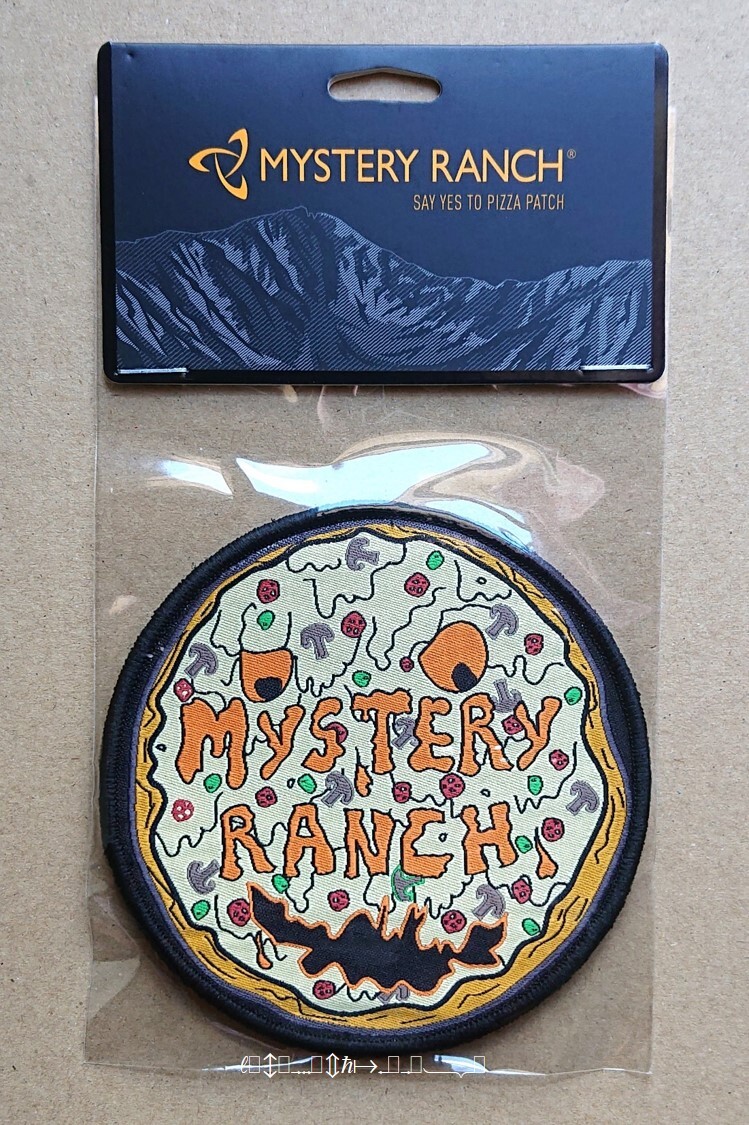 MYSTERY RANCH®
SAY YES TO PIZZA PATCH
MYSTERY
RANCH